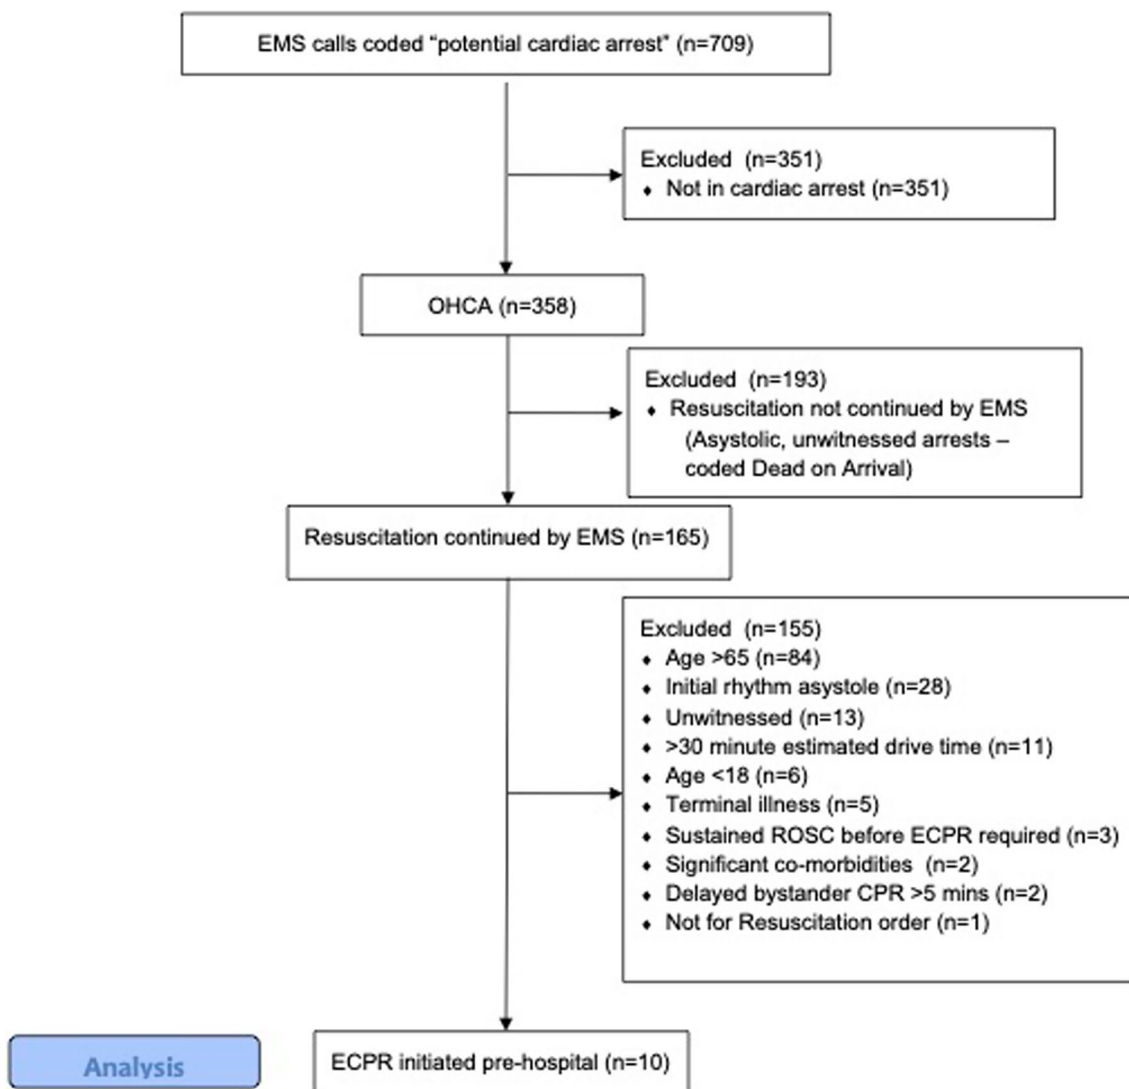 EMS calls coded “potential cardiac arrest” (n=709)
Excluded (n=351)
♦ Not in cardiac arrest (n=351)
OHCA (n=358)
Excluded (n=193)
♦ Resuscitation not continued by EMS
(Asystolic, unwitnessed arrests –
coded Dead on Arrival)
Resuscitation continued by EMS (n=165)
Excluded (n=155)
♦ Age >65 (n=84)
♦ Initial rhythm asystole (n=28)
♦ Unwitnessed (n=13)
♦ >30 minute estimated drive time (n=11)
♦ Age <18 (n=6)
♦ Terminal illness (n=5)
♦ Sustained ROSC before ECPR required (n=3)
♦ Significant co-morbidities (n=2)
♦ Delayed bystander CPR >5 mins (n=2)
♦ Not for Resuscitation order (n=1)
Analysis
ECPR initiated pre-hospital (n=10)